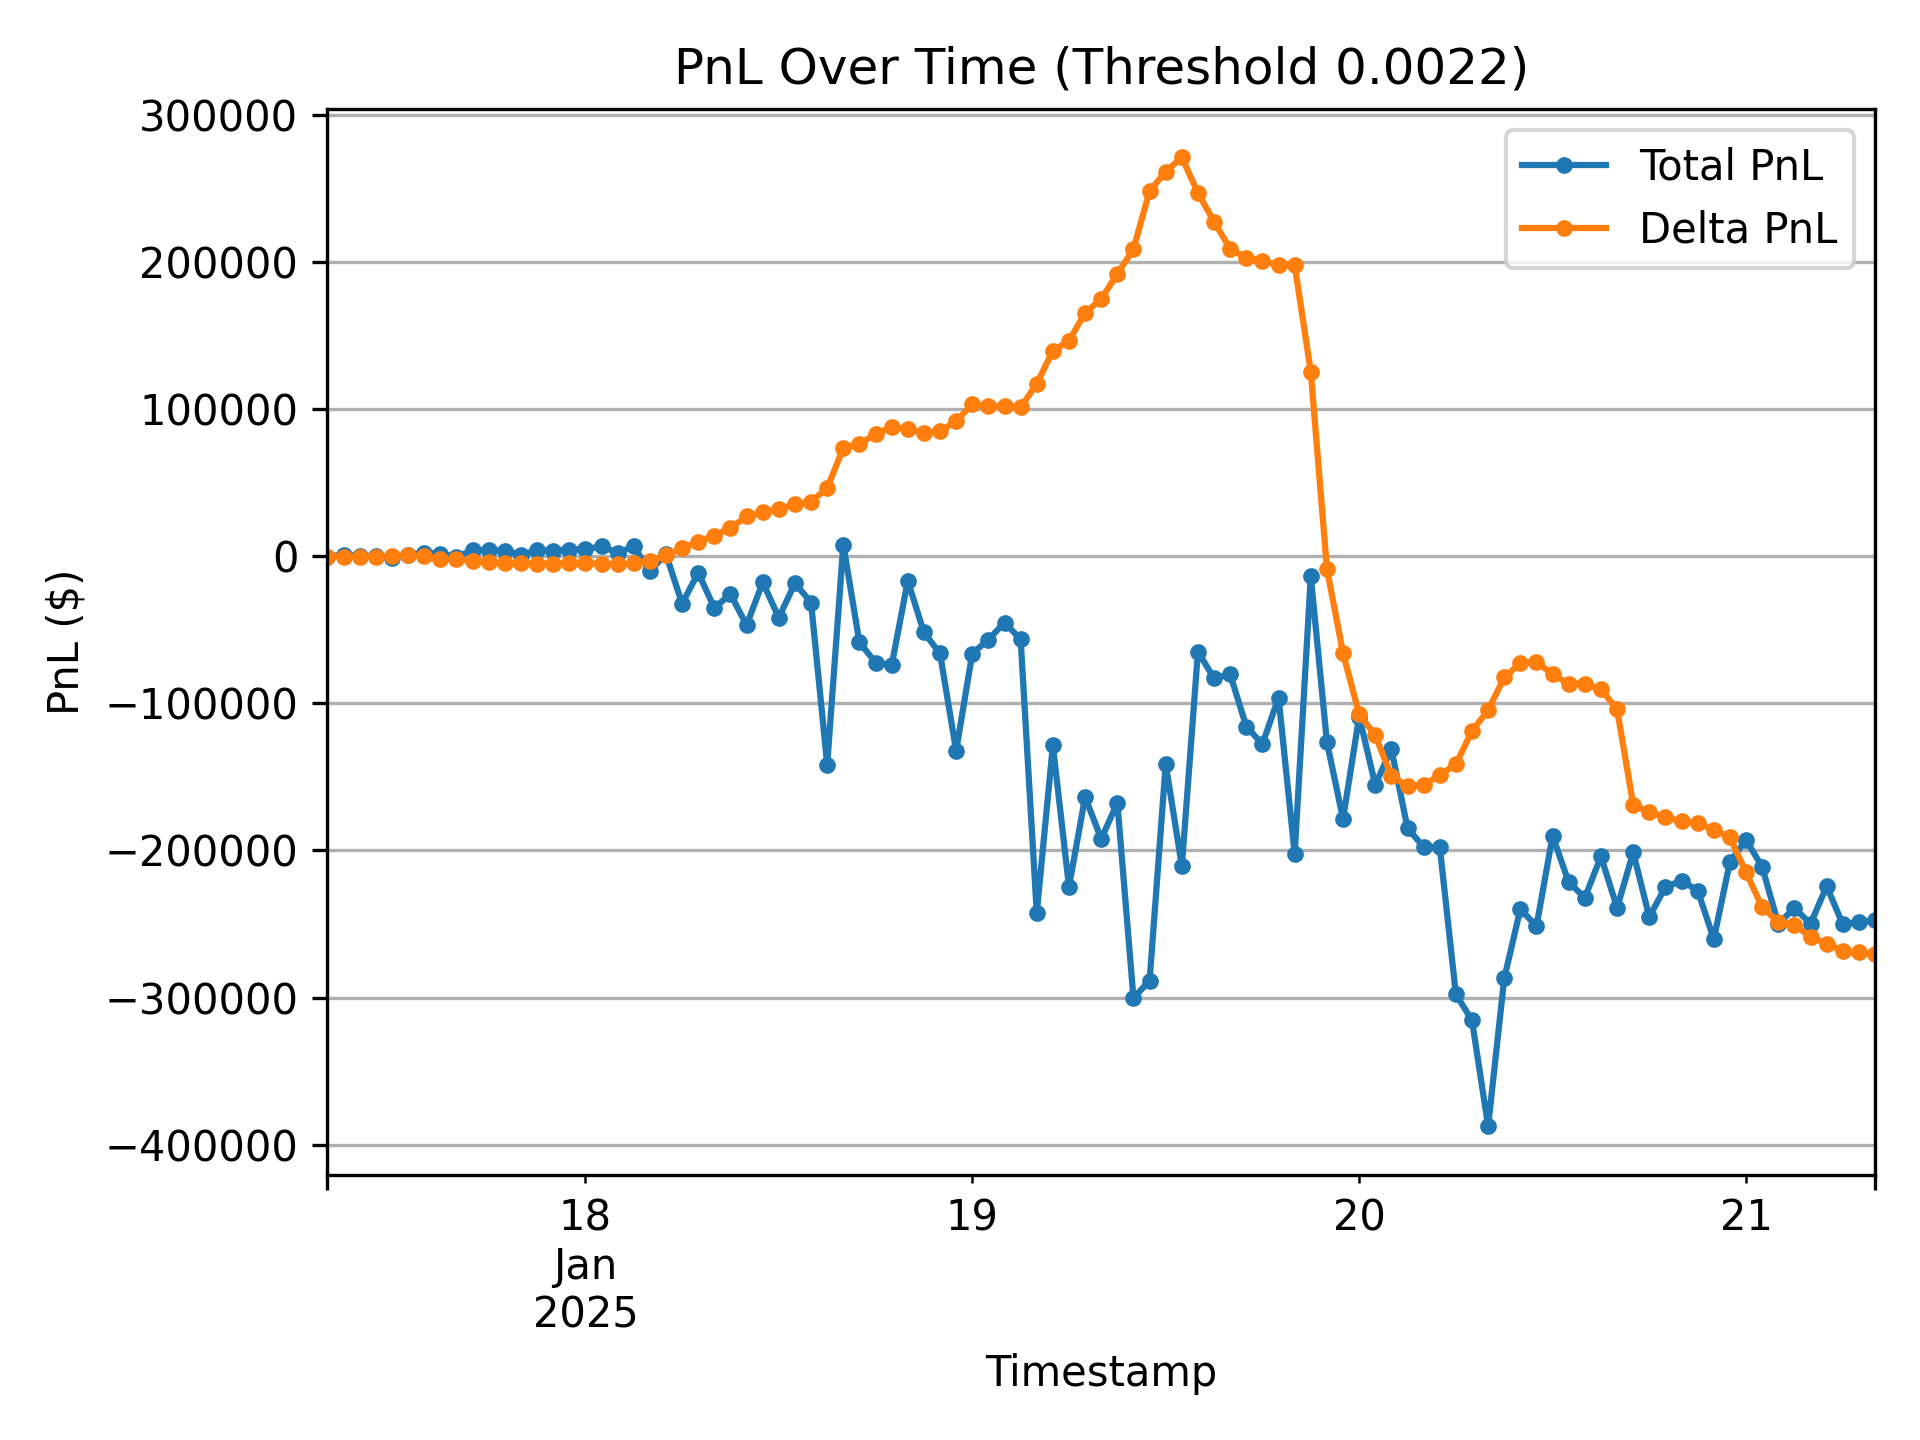 PnL Over Time (Threshold 0.0022)
Total PnL
Delta PnL
PnL ($)
300000
200000
100000
0
−100000
−200000
−300000
−400000
18
Jan
2025
19
20
21
Timestamp